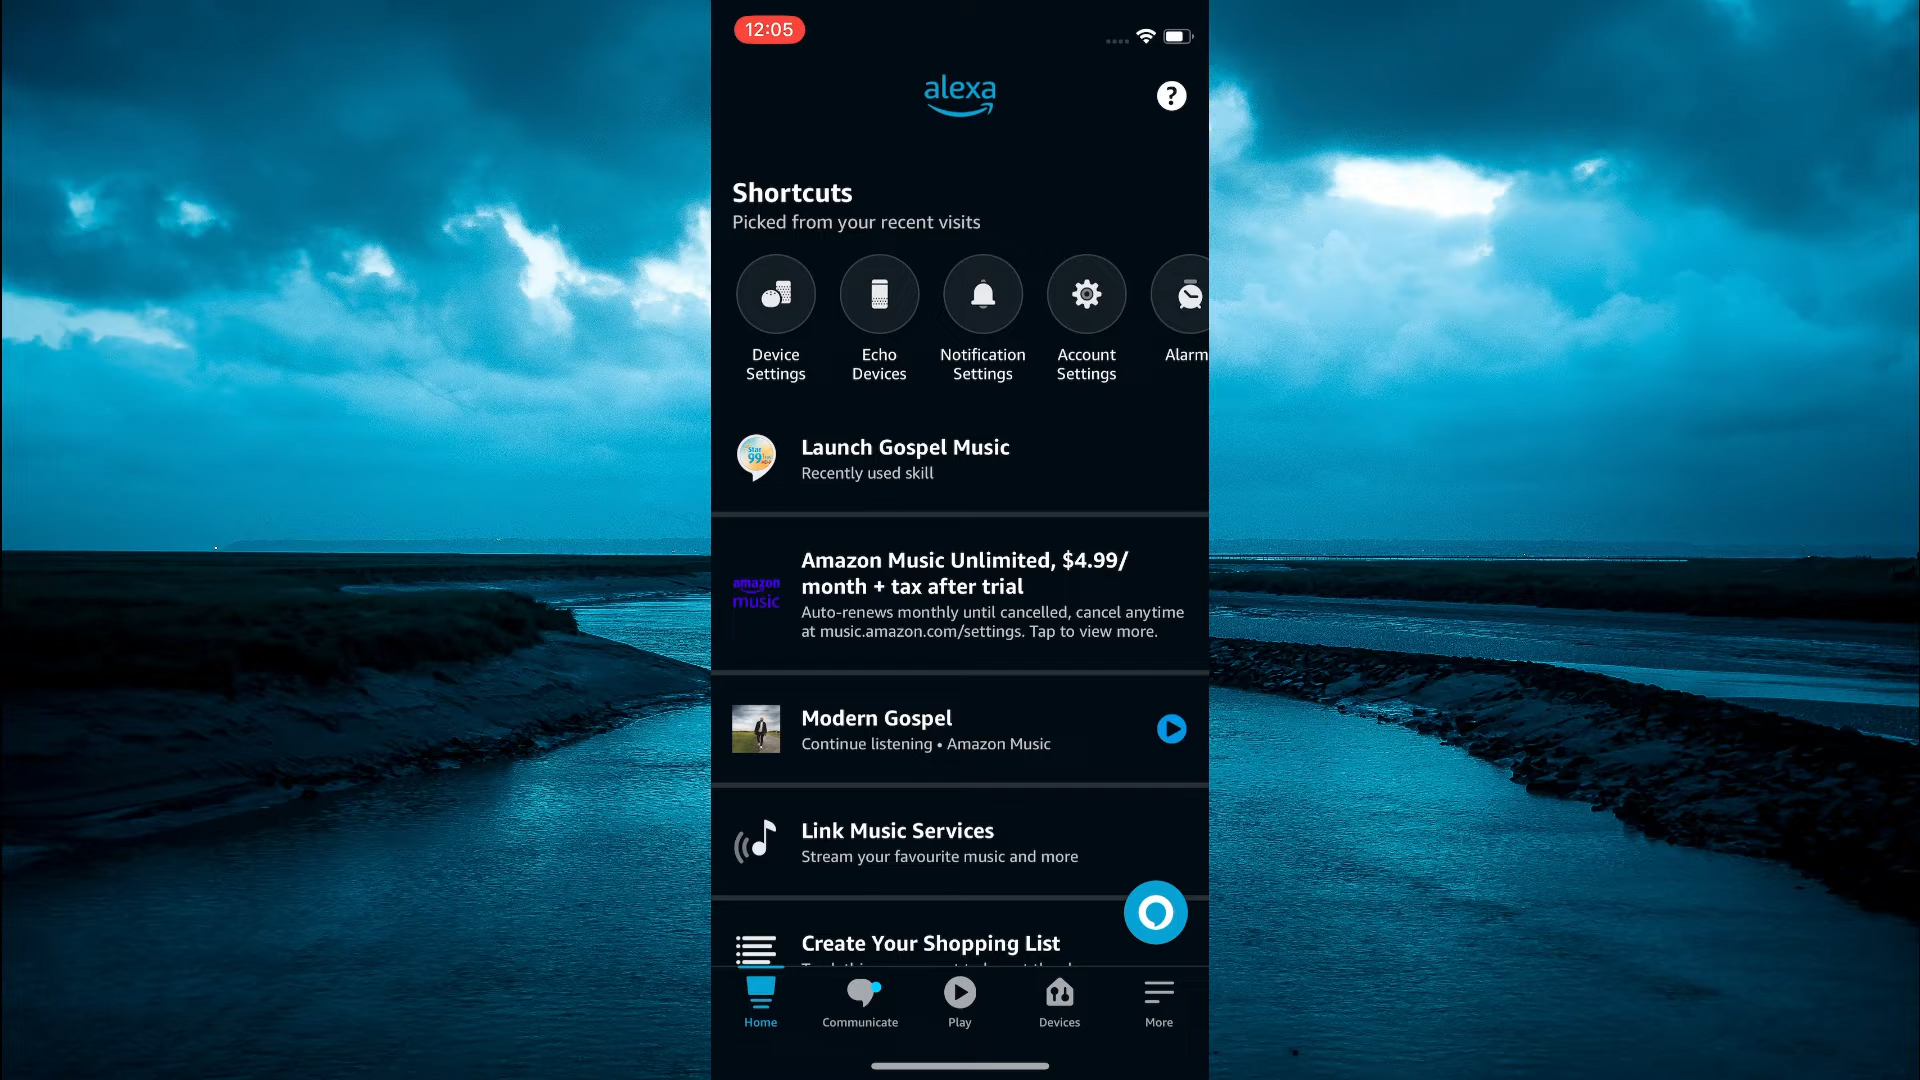 12:05
alexa
?
Shortcuts
Picked from your recent visits
Device
Settings
Echo
Devices
Notification
Settings
Account
Settings
Alarm
Star
99
Launch Gospel Music
Recently used skill
amazon
music
Amazon Music Unlimited, $4.99/
month + tax after trial
Auto-renews monthly until cancelled, cancel anytime
at music.amazon.com/settings. Tap to view more.
Modern Gospel
Continue listening • Amazon Music
Link Music Services
Stream your favourite music and more
Create Your Shopping List
Home
Communicate
Play
Devices
More